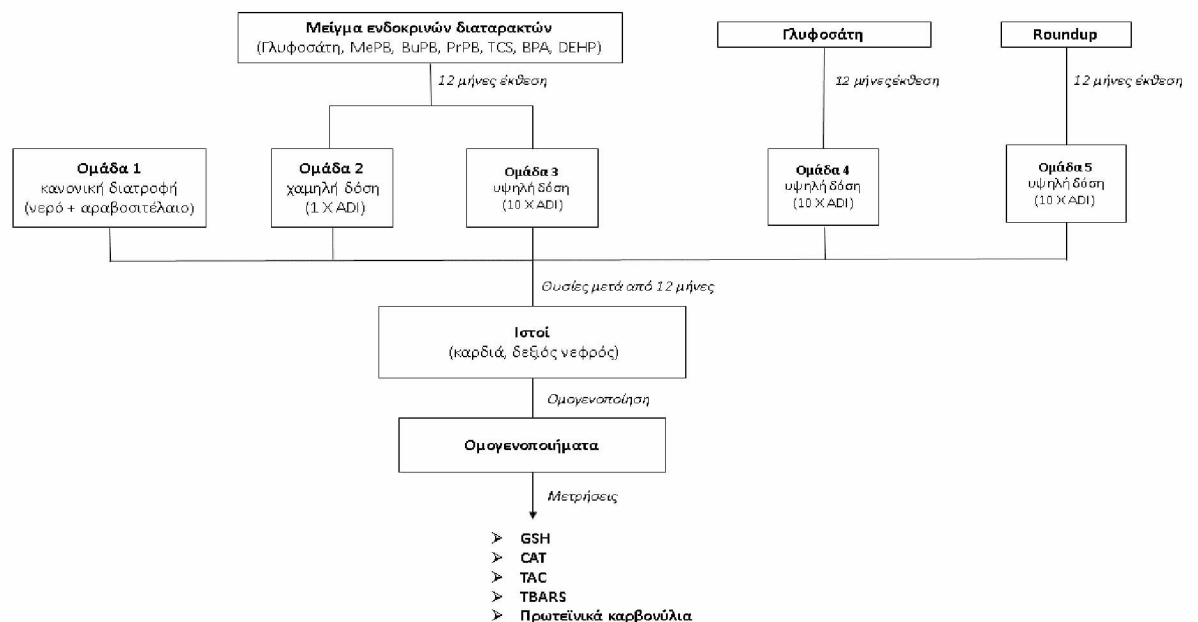 Μείγμα ενδοκρινών διαταρακτών
(Γλυφοσάτη, MePB, BuPB, PrPB, TCS, BPA, DEHP)
Γλυφοσάτη
Roundup
12 μήνες έκθεση
12 μήνες έκθεση
12 μήνες έκθεση
Ομάδα 1
κανονική διατροφή
(νερό + αραβοσιτέλαιο)
Ομάδα 2
χαμηλή δόση
(1 X ADI)
Ομάδα 3
υψηλή δόση
(10 X ADI)
Ομάδα 4
υψηλή δόση
(10 X ADI)
Ομάδα 5
υψηλή δόση
(10 X ADI)
Θυσίες μετά από 12 μήνες
Ιστοί
(καρδιά, δεξιός νεφρός)
Ομογενοποίηση
Ομογενοποιήματα
Μετρήσεις
➢ GSH
➢ CAT
➢ TAC
➢ TBARS
➢ Πρωτεϊνικά καρβονύλια